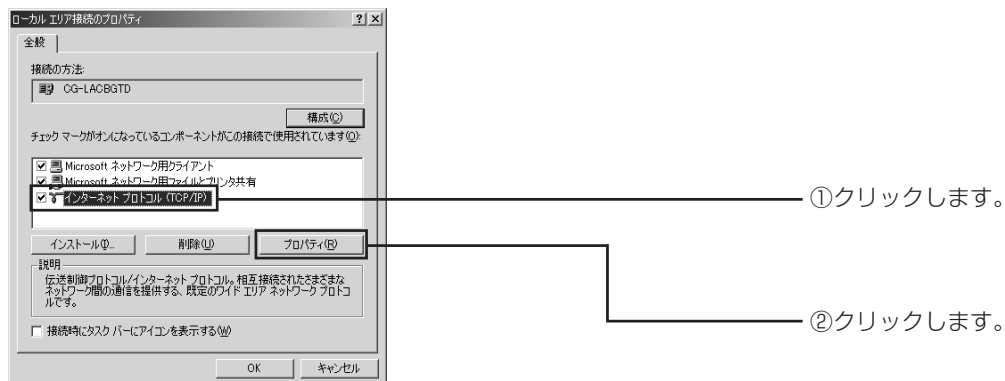 ローカル エリア接続のプロパティ
全般
接続の方法:
CG-LACBGTD
構成(C)
チェック マークがオンになっているコンポーネントがこの接続で使用されています(O):
Microsoft ネットワーク用クライアント
Microsoft ネットワーク用ファイルとプリンタ共有
インターネット プロトコル (TCP/IP)
①クリックします。
インストール(I)... 削除(U) プロパティ(R)
説明
伝送制御プロトコル/インターネット プロトコル。相互接続されたさまざまな
ネットワーク間の通信を提供する、既定のワイド エリア ネットワーク プロトコ
ルです。
②クリックします。
接続時にタスク バーにアイコンを表示する(W)
OK キャンセル